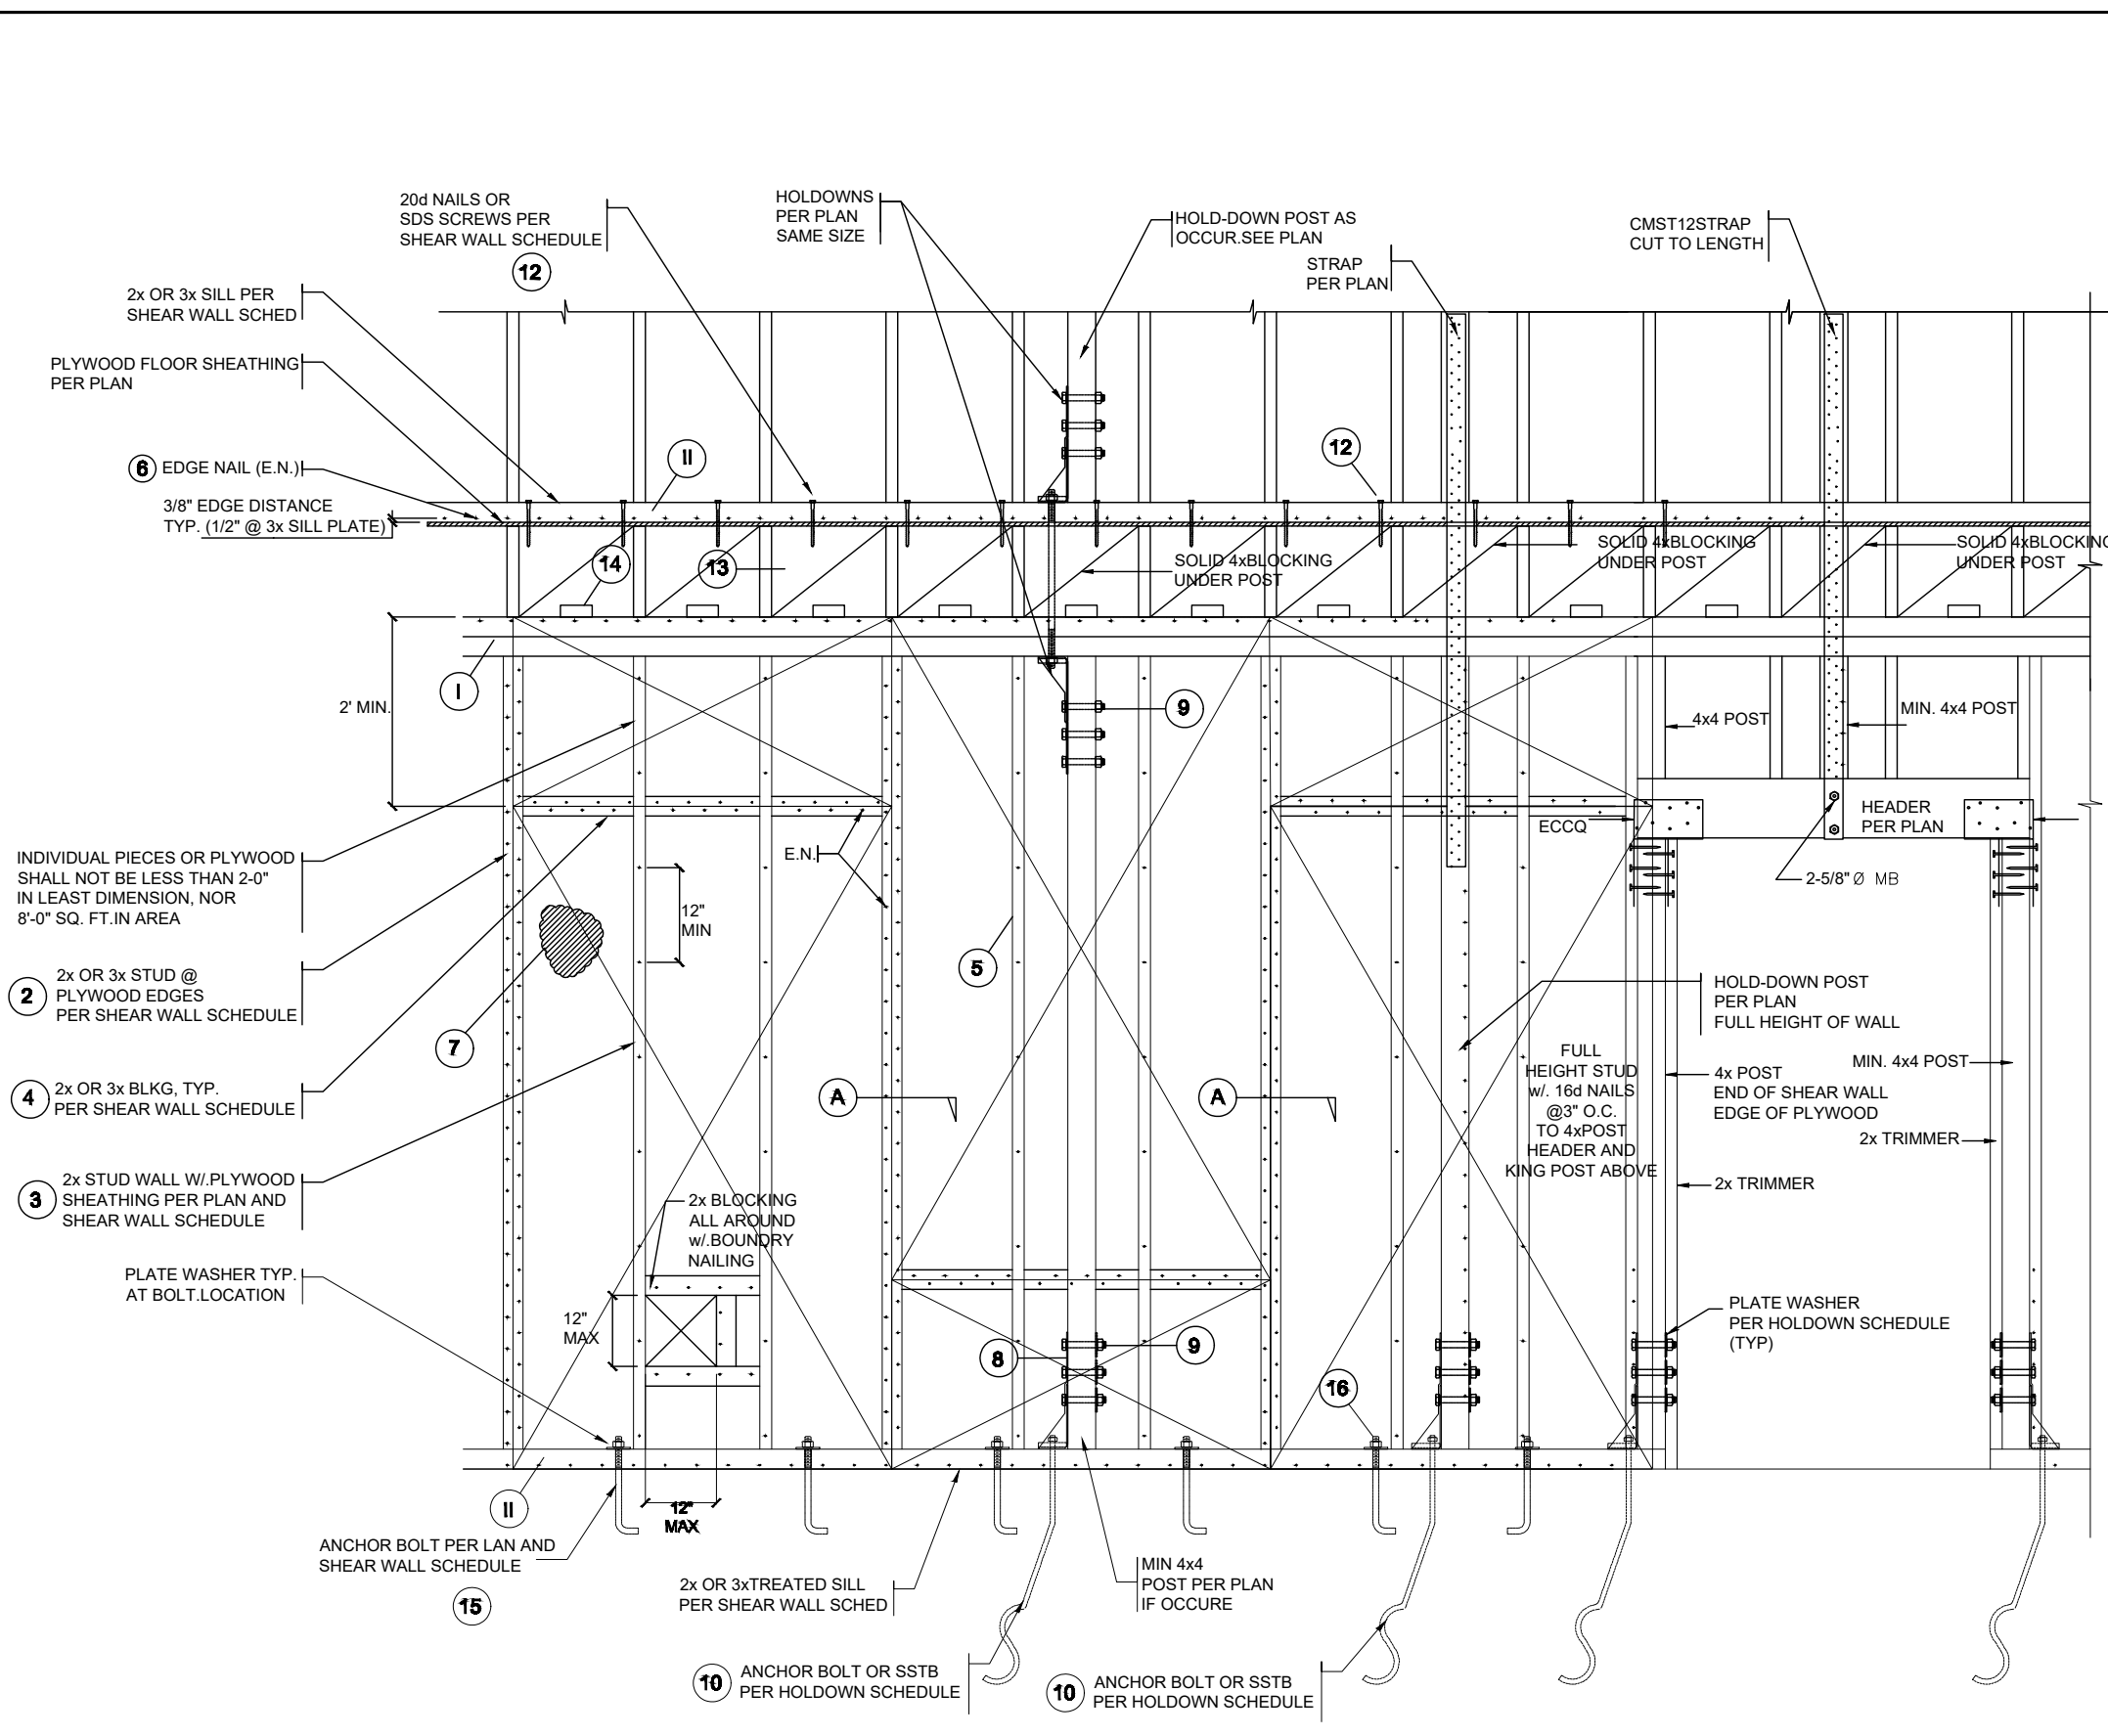 20d NAILS OR
SDS SCREWS PER
SHEAR WALL SCHEDULE
12
HOLDOWNS
PER PLAN
SAME SIZE
HOLD-DOWN POST AS
OCCUR.SEE PLAN
STRAP
PER PLAN
CMST12STRAP
CUT TO LENGTH
2x OR 3x SILL PER
SHEAR WALL SCHED
PLYWOOD FLOOR SHEATHING
PER PLAN
6 EDGE NAIL (E.N.)
3/8" EDGE DISTANCE
TYP. (1/2" @ 3x SILL PLATE)
II
12
14
13
SOLID 4xBLOCKING
UNDER POST
SOLID 4xBLOCKING
UNDER POST
SOLID 4xBLOCKING
UNDER POST
2' MIN.
I
9
4x4 POST
MIN. 4x4 POST
HEADER
PER PLAN
ECCQ
E.N.
2-5/8"Ø MB
INDIVIDUAL PIECES OR PLYWOOD
SHALL NOT BE LESS THAN 2-0"
IN LEAST DIMENSION, NOR
8'-0" SQ. FT.IN AREA
12"
MIN
5
2 2x OR 3x STUD @
PLYWOOD EDGES
PER SHEAR WALL SCHEDULE
7
HOLD-DOWN POST
PER PLAN
FULL HEIGHT OF WALL
FULL
HEIGHT STUD
w/. 16d NAILS
@3" O.C.
TO 4xPOST
HEADER AND
KING POST ABOVE
4x POST
END OF SHEAR WALL
EDGE OF PLYWOOD
MIN. 4x4 POST
2x TRIMMER
2x TRIMMER
4 2x OR 3x BLKG, TYP.
PER SHEAR WALL SCHEDULE
A
A
3 2x STUD WALL W/.PLYWOOD
SHEATHING PER PLAN AND
SHEAR WALL SCHEDULE
2x BLOCKING
ALL AROUND
w/.BOUNDRY
NAILING
PLATE WASHER TYP.
AT BOLT.LOCATION
12"
MAX
8
9
16
PLATE WASHER
PER HOLDOWN SCHEDULE
(TYP)
II
12"
MAX
ANCHOR BOLT PER LAN AND
SHEAR WALL SCHEDULE
15
2x OR 3xTREATED SILL
PER SHEAR WALL SCHED
MIN 4x4
POST PER PLAN
IF OCCURE
10 ANCHOR BOLT OR SSTB
PER HOLDOWN SCHEDULE
10 ANCHOR BOLT OR SSTB
PER HOLDOWN SCHEDULE